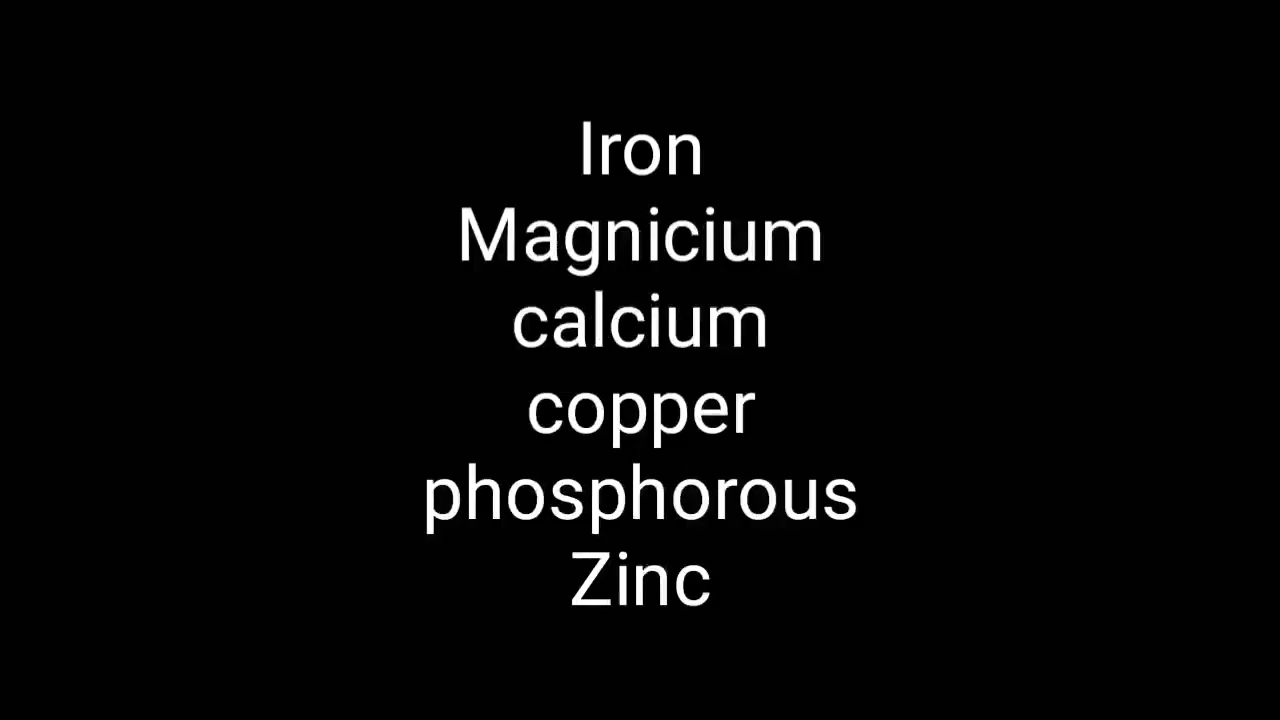 Iron
Magnicium
calcium
copper
phosphorous
Zinc